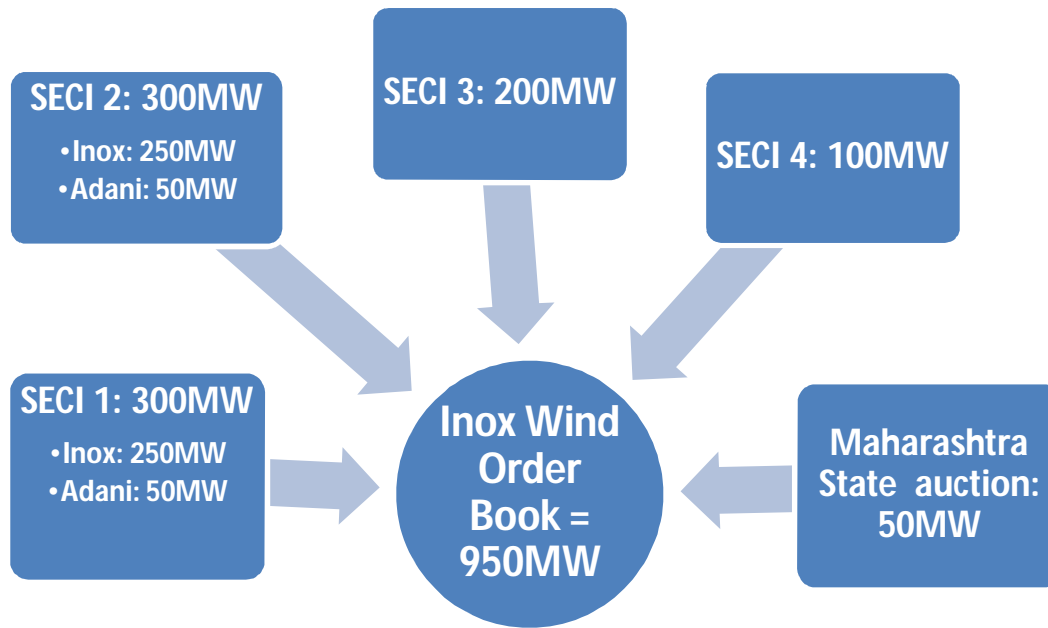 SECI 2: 300MW
•Inox: 250MW
•Adani: 50MW
SECI 3: 200MW
SECI 4: 100MW
SECI 1: 300MW
•Inox: 250MW
•Adani: 50MW
Inox Wind
Order
Book =
950MW
Maharashtra
State auction:
50MW